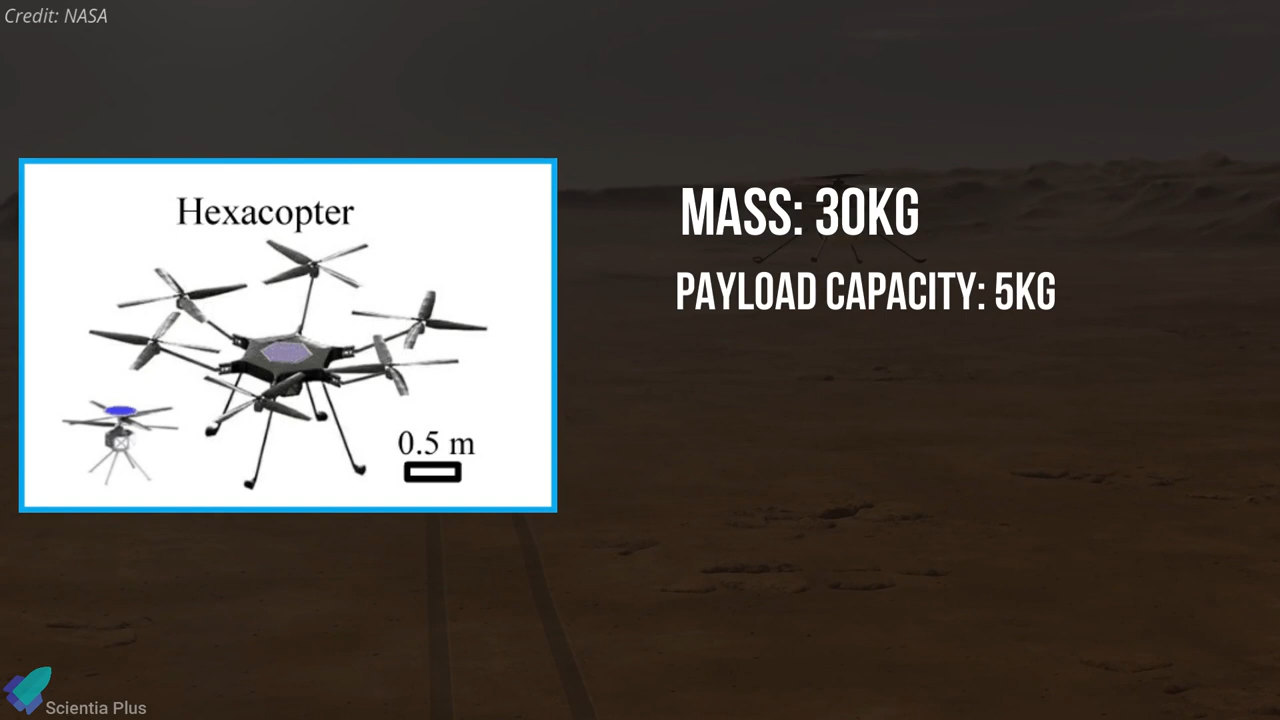 Credit: NASA
Hexacopter
0.5 m
MASS: 30KG
PAYLOAD CAPACITY: 5KG
Scientia Plus